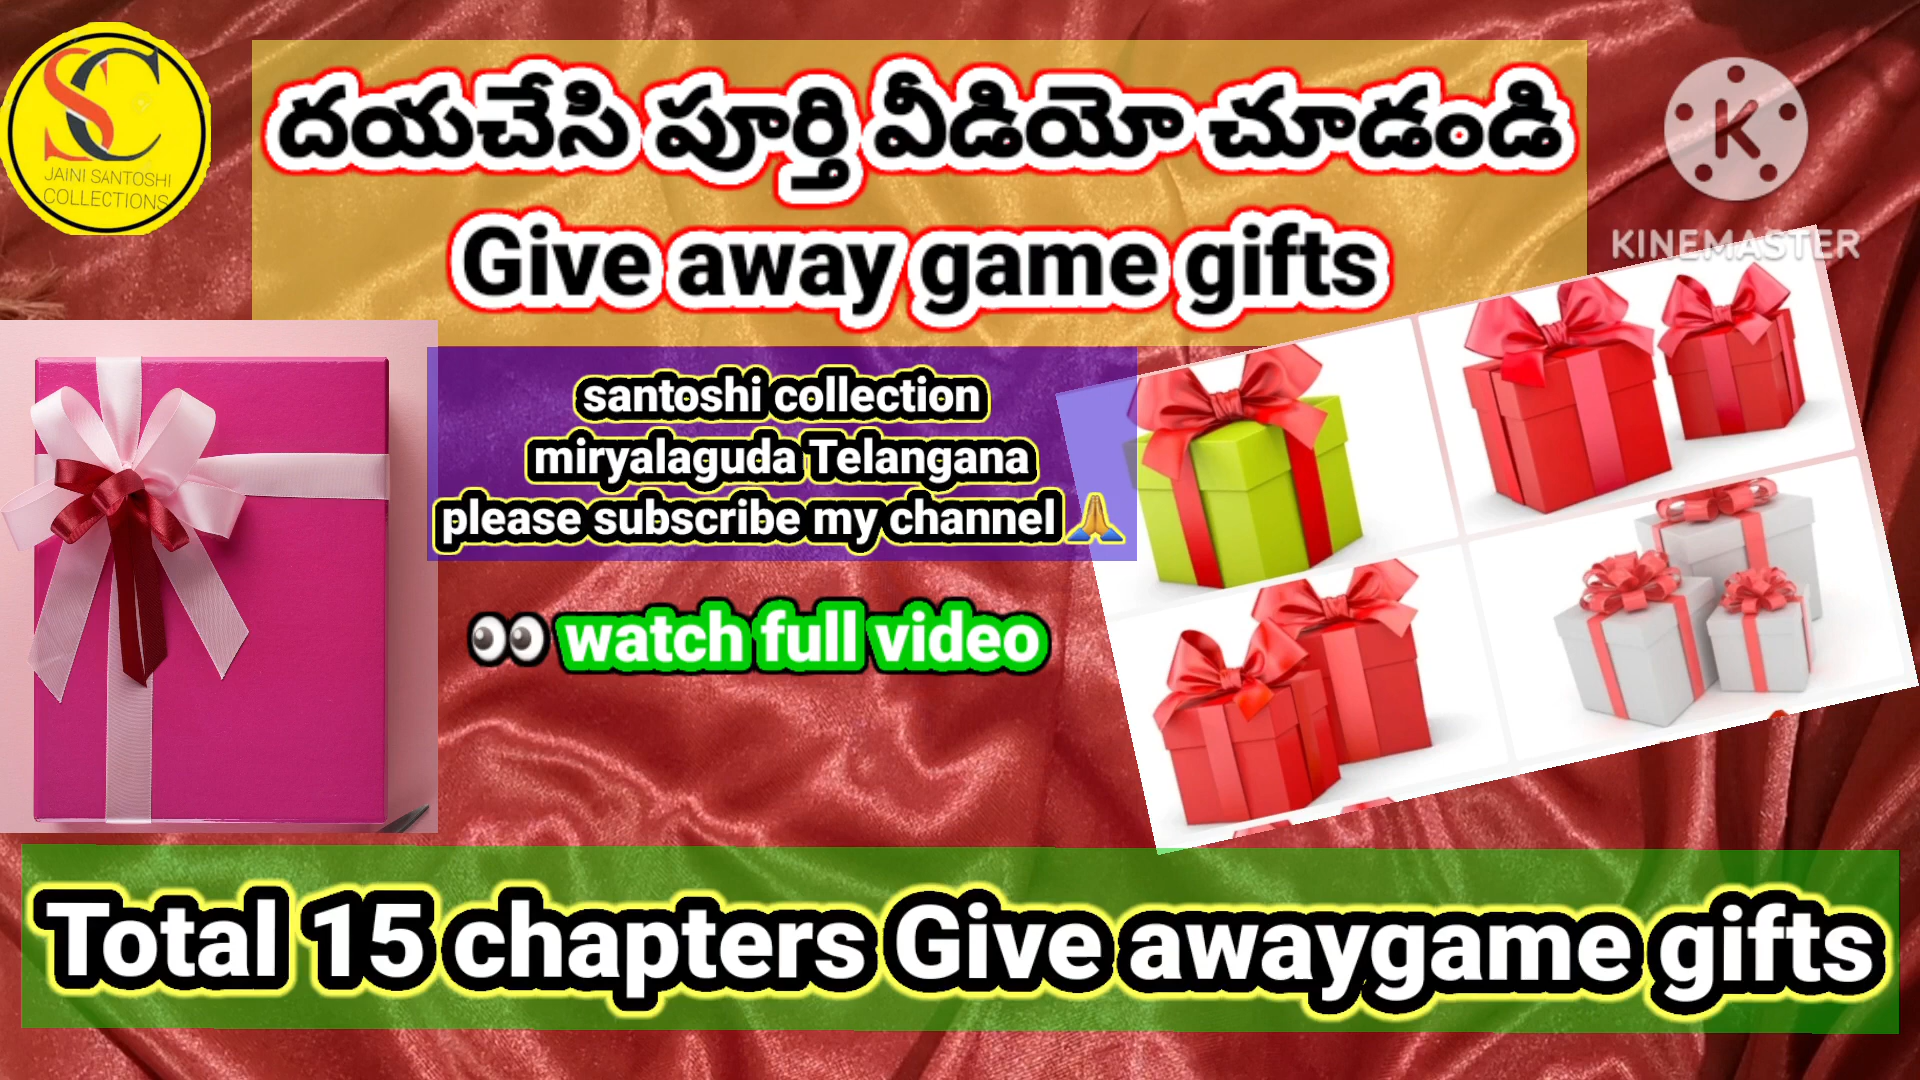 SC
JAINI SANTOSHI
COLLECTIONS
దయచేసి పూర్తి వీడియో చూడండి
Give away game gifts
K
KINEMASTER
santoshi collection
miryalaguda Telangana
please subscribe my channel 🙏
👀 watch full video
Total 15 chapters Give awaygame gifts